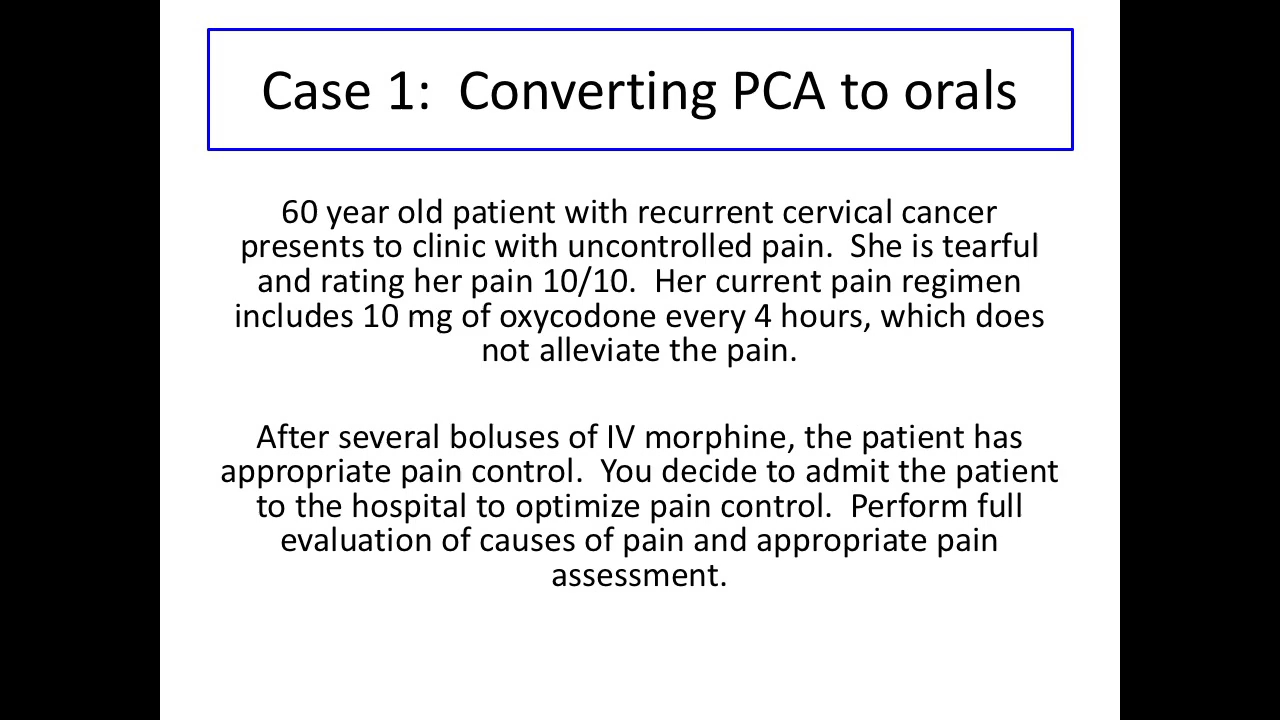 Case 1:  Converting PCA to orals
60 year old patient with recurrent cervical cancer
presents to clinic with uncontrolled pain.  She is tearful
and rating her pain 10/10.  Her current pain regimen
includes 10 mg of oxycodone every 4 hours, which does
not alleviate the pain.
After several boluses of IV morphine, the patient has
appropriate pain control.  You decide to admit the patient
to the hospital to optimize pain control.  Perform full
evaluation of causes of pain and appropriate pain
assessment.